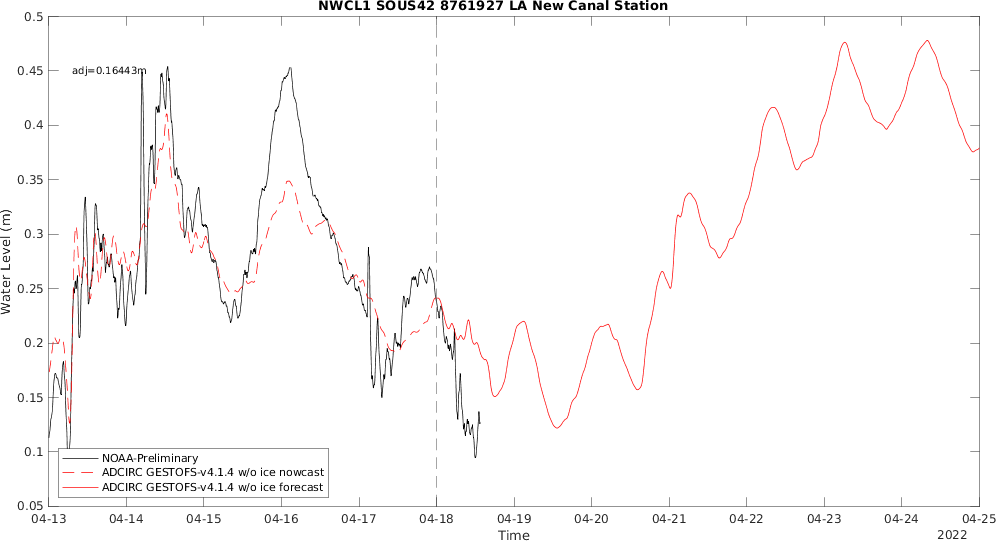 NWCL1 SOUS42 8761927 LA New Canal Station
0.5
0.45
0.4
0.35
0.3
0.25
0.2
0.15
0.1
0.05
Water Level (m)
adj=0.16443m
NOAA-Preliminary
ADCIRC GESTOFS-v4.1.4 w/o ice nowcast
ADCIRC GESTOFS-v4.1.4 w/o ice forecast
04-13 04-14 04-15 04-16 04-17 04-18 04-19 04-20 04-21 04-22 04-23 04-24 04-25
Time
2022